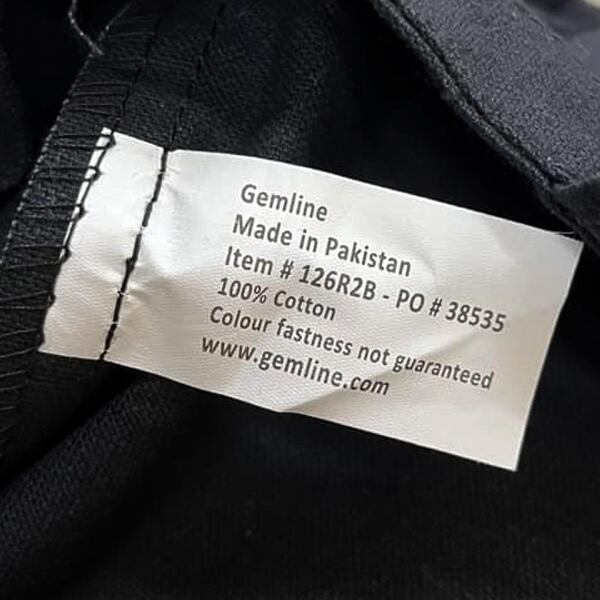 Gemline
Made in Pakistan
Item # 126R2B - PO # 38535
100% Cotton
Colour fastness not guaranteed
www.gemline.com